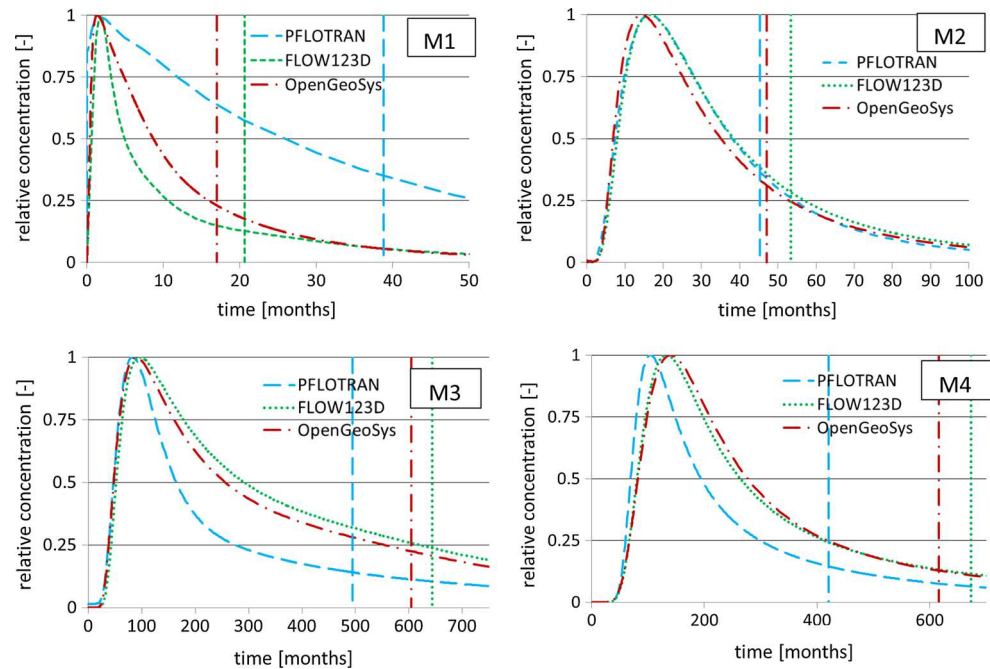 M1
relative concentration [-]
1
0.75
0.5
0.25
0
PFLOTRAN
FLOW123D
OpenGeoSys
0 10 20 30 40 50
time [months]
M2
relative concentration [-]
1
0.75
0.5
0.25
0
PFLOTRAN
FLOW123D
OpenGeoSys
0 10 20 30 40 50 60 70 80 90 100
time [months]
M3
relative concentration [-]
1
0.75
0.5
0.25
0
PFLOTRAN
FLOW123D
OpenGeoSys
0 100 200 300 400 500 600 700
time [months]
M4
relative concentration [-]
1
0.75
0.5
0.25
0
PFLOTRAN
FLOW123D
OpenGeoSys
0 200 400 600
time [months]